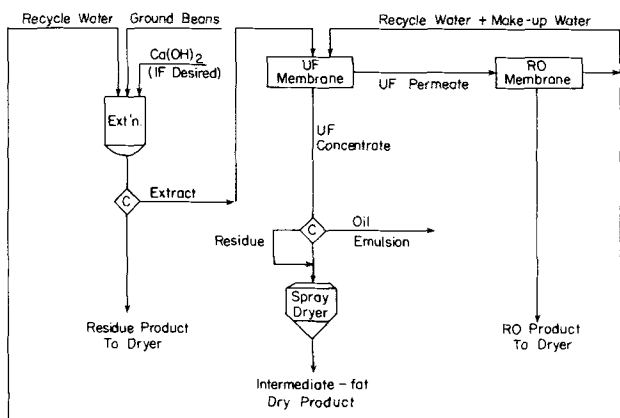 Recycle Water
Ground Beans
Recycle Water + Make-up Water
Ca(OH)2
(IF Desired)
UF
Membrane
RO
Membrane
UF Permeate
Ext'n.
UF
Concentrate
C
Extract
C
Oil
Emulsion
Residue
Spray
Dryer
Residue Product
To Dryer
RO Product
To Dryer
Intermediate-fat
Dry Product